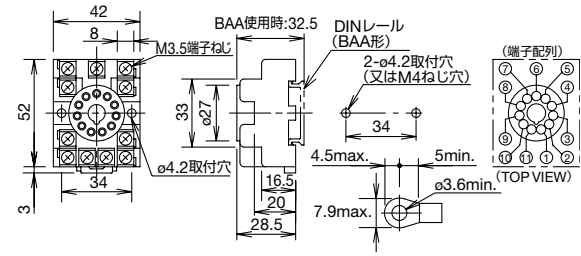 42
8
M3.5端子ねじ
52
3
34
ø4.2取付穴
BAA使用時:32.5
DINレール
(BAA形)
33
ø27
16.5
20
28.5
2-ø4.2取付穴
(又はM4ねじ穴)
34
4.5max.
5min.
ø3.6min.
7.9max.
(端子配列)
⑦ ⑥ ⑤
⑧ ④
⑨ ③
⑩ ⑪ ① ②
(TOP VIEW)